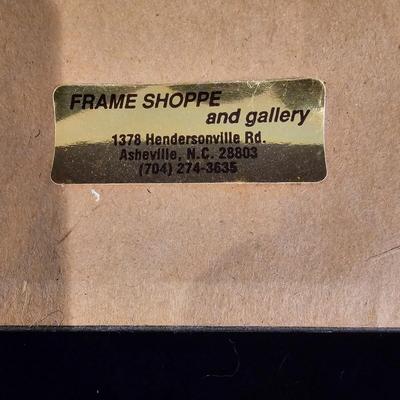 FRAME SHOPPE
and gallery
1378 Hendersonville Rd.
Asheville, N.C. 28803
(704) 274-3635